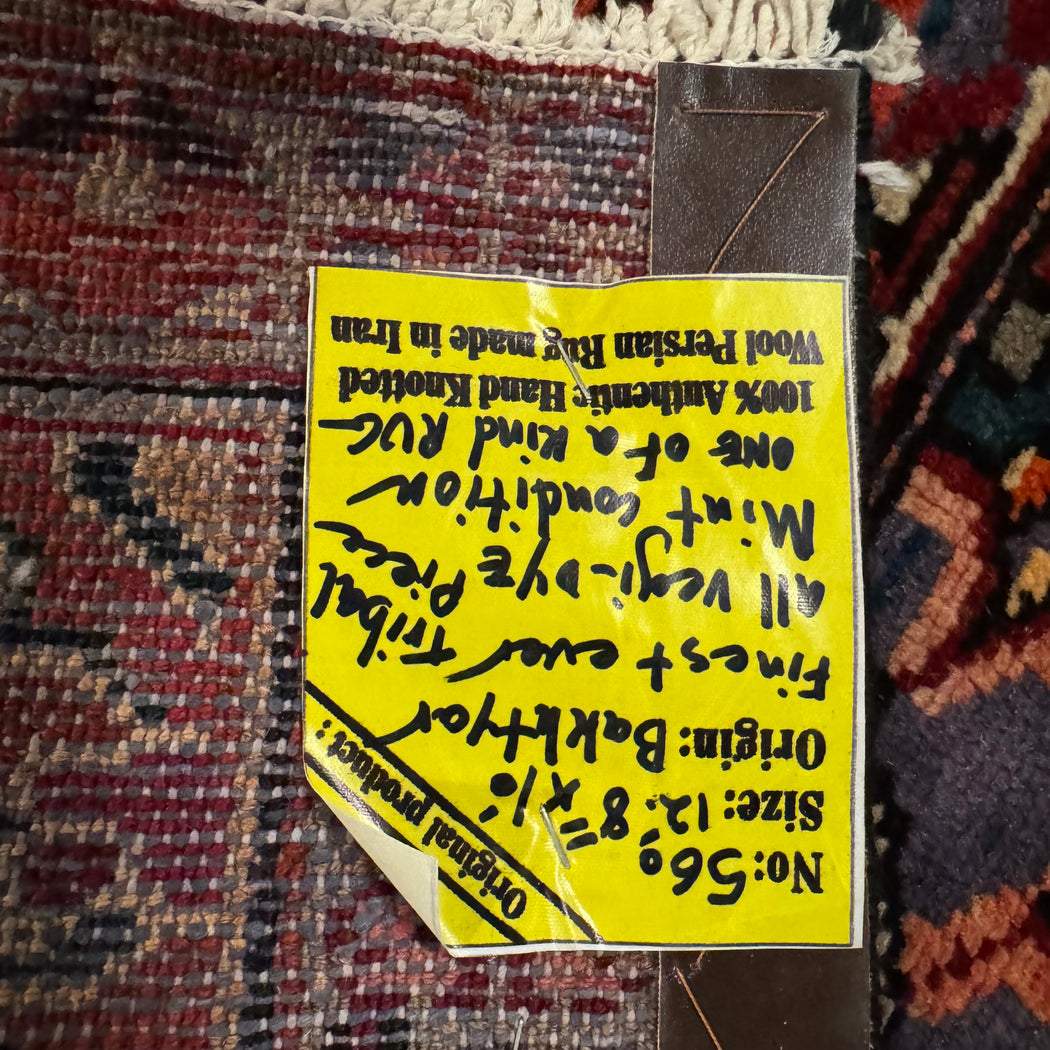 Original product :
No: 560
Size: 12.8" x 10'
Origin: Bakhtyar
Finest ever Tribal Piece
all vegi-Dye
Mint Condition
ONE of a kind RUG
100% Authentic Hand Knotted
Wool Persian Rug made in Iran